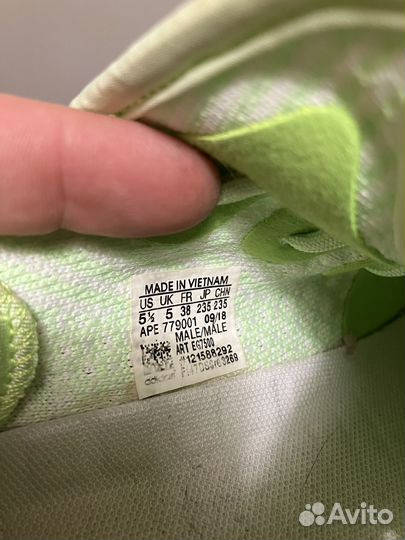 MADE IN VIETNAM
US UK FR JP CHN
5½ 5 38 235 235
APE 779001 09/18
MALE/MALE
ART EG7500
#121588292
adidas
Avito